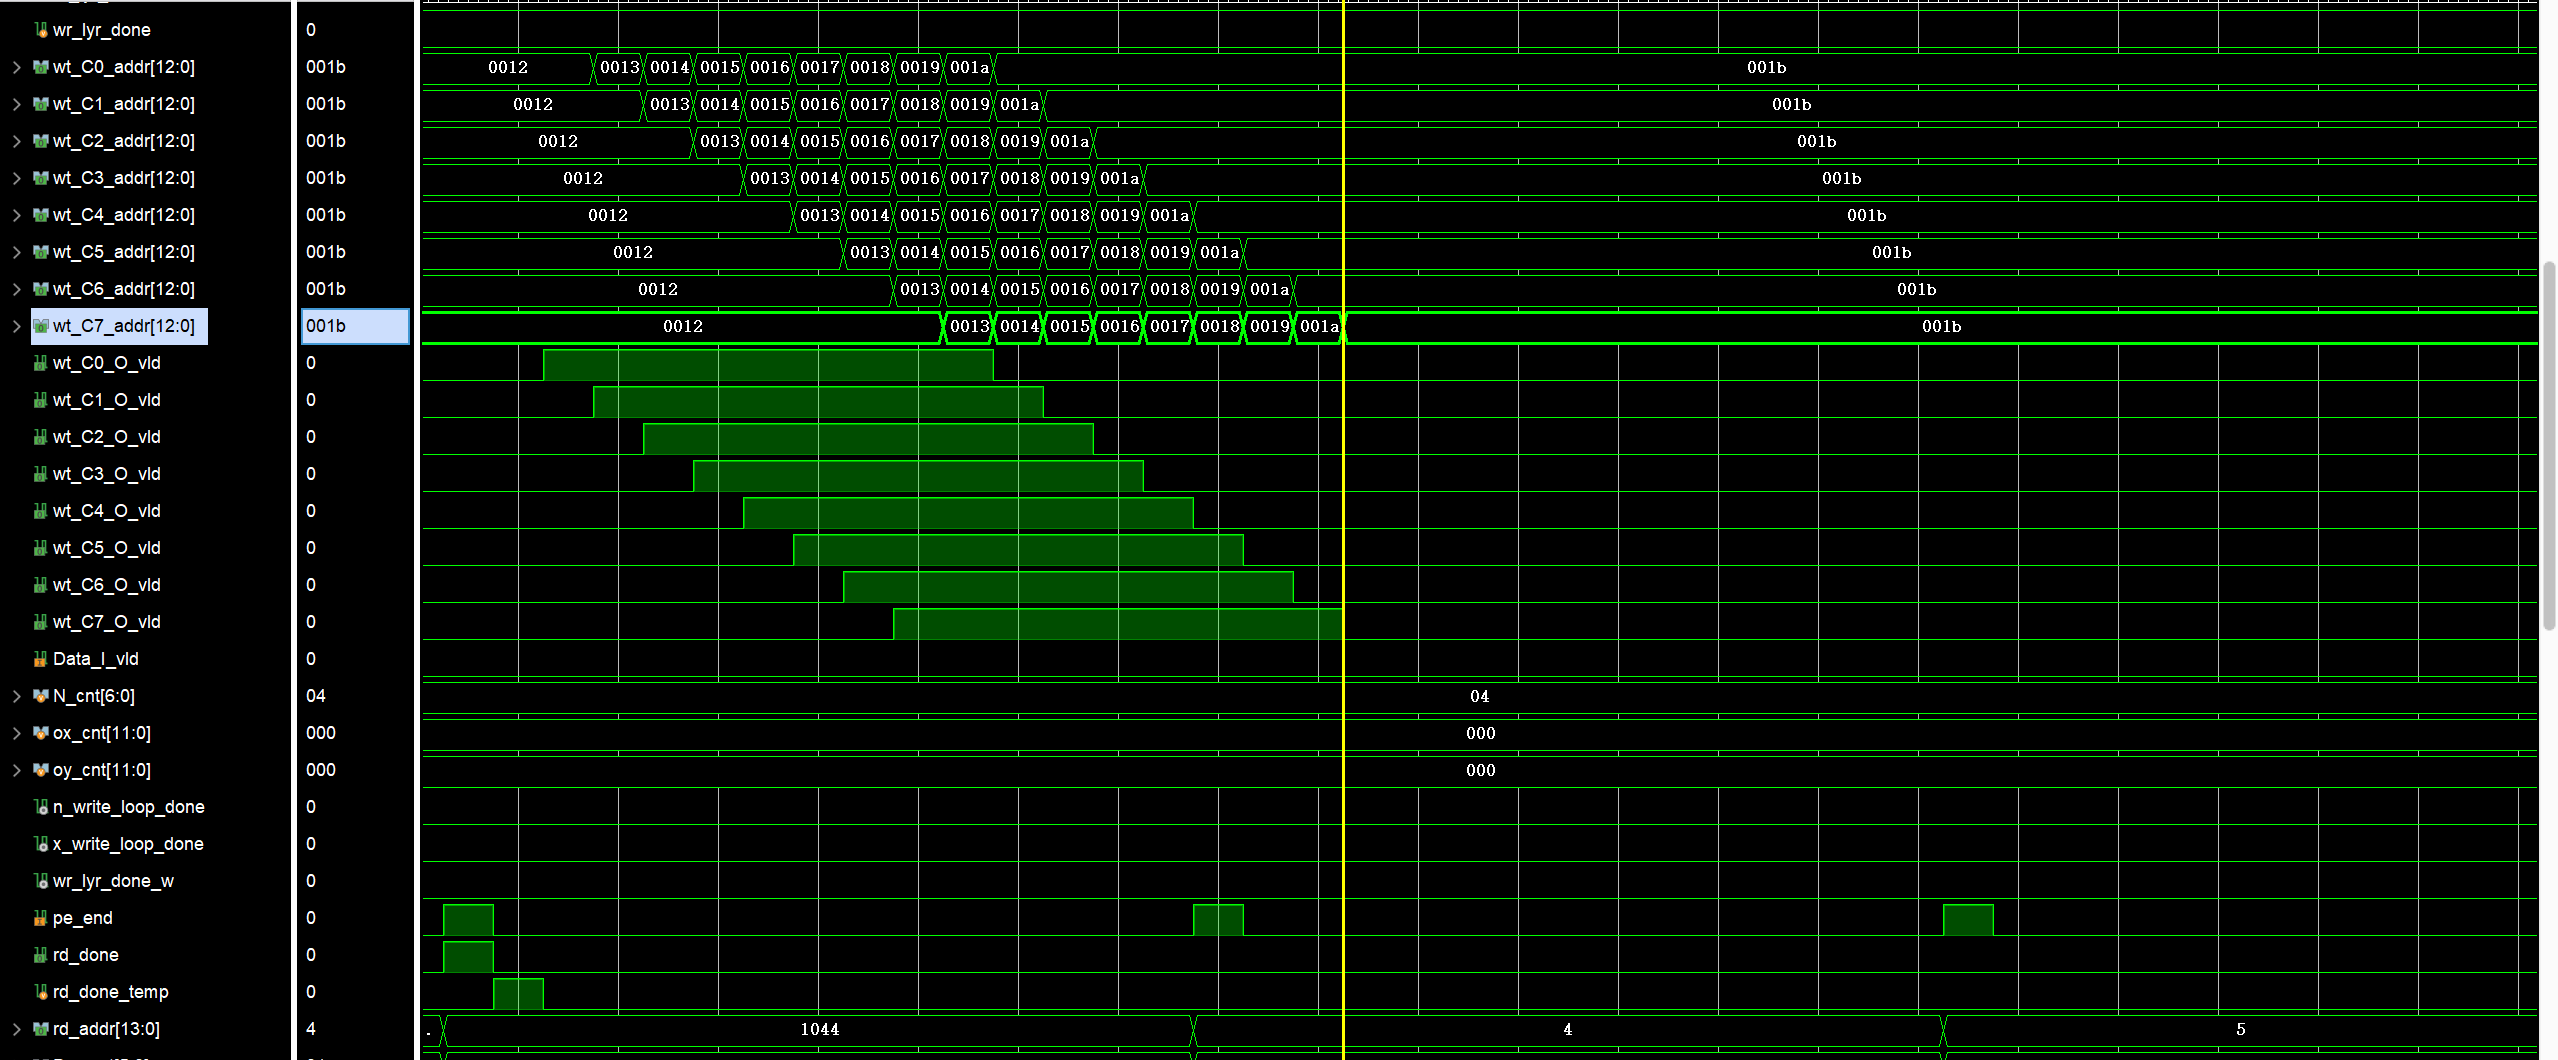 wr_lyr_done 0
wt_C0_addr[12:0] 001b 0012 0013 0014 0015 0016 0017 0018 0019 001a 001b
wt_C1_addr[12:0] 001b 0012 0013 0014 0015 0016 0017 0018 0019 001a 001b
wt_C2_addr[12:0] 001b 0012 0013 0014 0015 0016 0017 0018 0019 001a 001b
wt_C3_addr[12:0] 001b 0012 0013 0014 0015 0016 0017 0018 0019 001a 001b
wt_C4_addr[12:0] 001b 0012 0013 0014 0015 0016 0017 0018 0019 001a 001b
wt_C5_addr[12:0] 001b 0012 0013 0014 0015 0016 0017 0018 0019 001a 001b
wt_C6_addr[12:0] 001b 0012 0013 0014 0015 0016 0017 0018 0019 001a 001b
wt_C7_addr[12:0] 001b 0012 0013 0014 0015 0016 0017 0018 0019 001a 001b
wt_C0_O_vld 0
wt_C1_O_vld 0
wt_C2_O_vld 0
wt_C3_O_vld 0
wt_C4_O_vld 0
wt_C5_O_vld 0
wt_C6_O_vld 0
wt_C7_O_vld 0
Data_I_vld 0
N_cnt[6:0] 04 04
ox_cnt[11:0] 000 000
oy_cnt[11:0] 000 000
n_write_loop_done 0
x_write_loop_done 0
wr_lyr_done_w 0
pe_end 0
rd_done 0
rd_done_temp 0
rd_addr[13:0] 4 . 1044 4 5